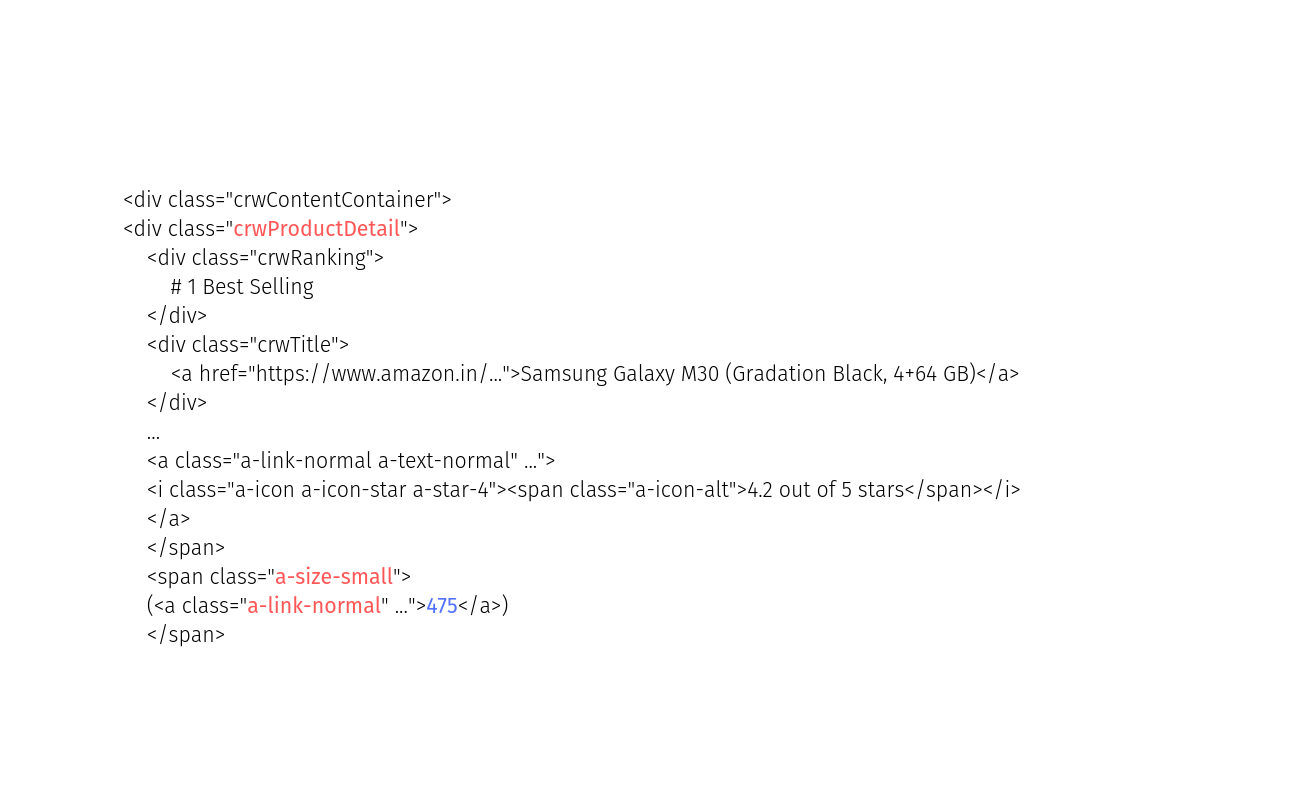 <div class="crwContentContainer">
<div class="crwProductDetail">
<div class="crwRanking">
# 1 Best Selling
</div>
<div class="crwTitle">
<a href="https://www.amazon.in/...">Samsung Galaxy M30 (Gradation Black, 4+64 GB)</a>
</div>
...
<a class="a-link-normal a-text-normal" ...">
<i class="a-icon a-icon-star a-star-4"><span class="a-icon-alt">4.2 out of 5 stars</span></i>
</a>
</span>
<span class="a-size-small">
(<a class="a-link-normal" ...">475</a>)
</span>